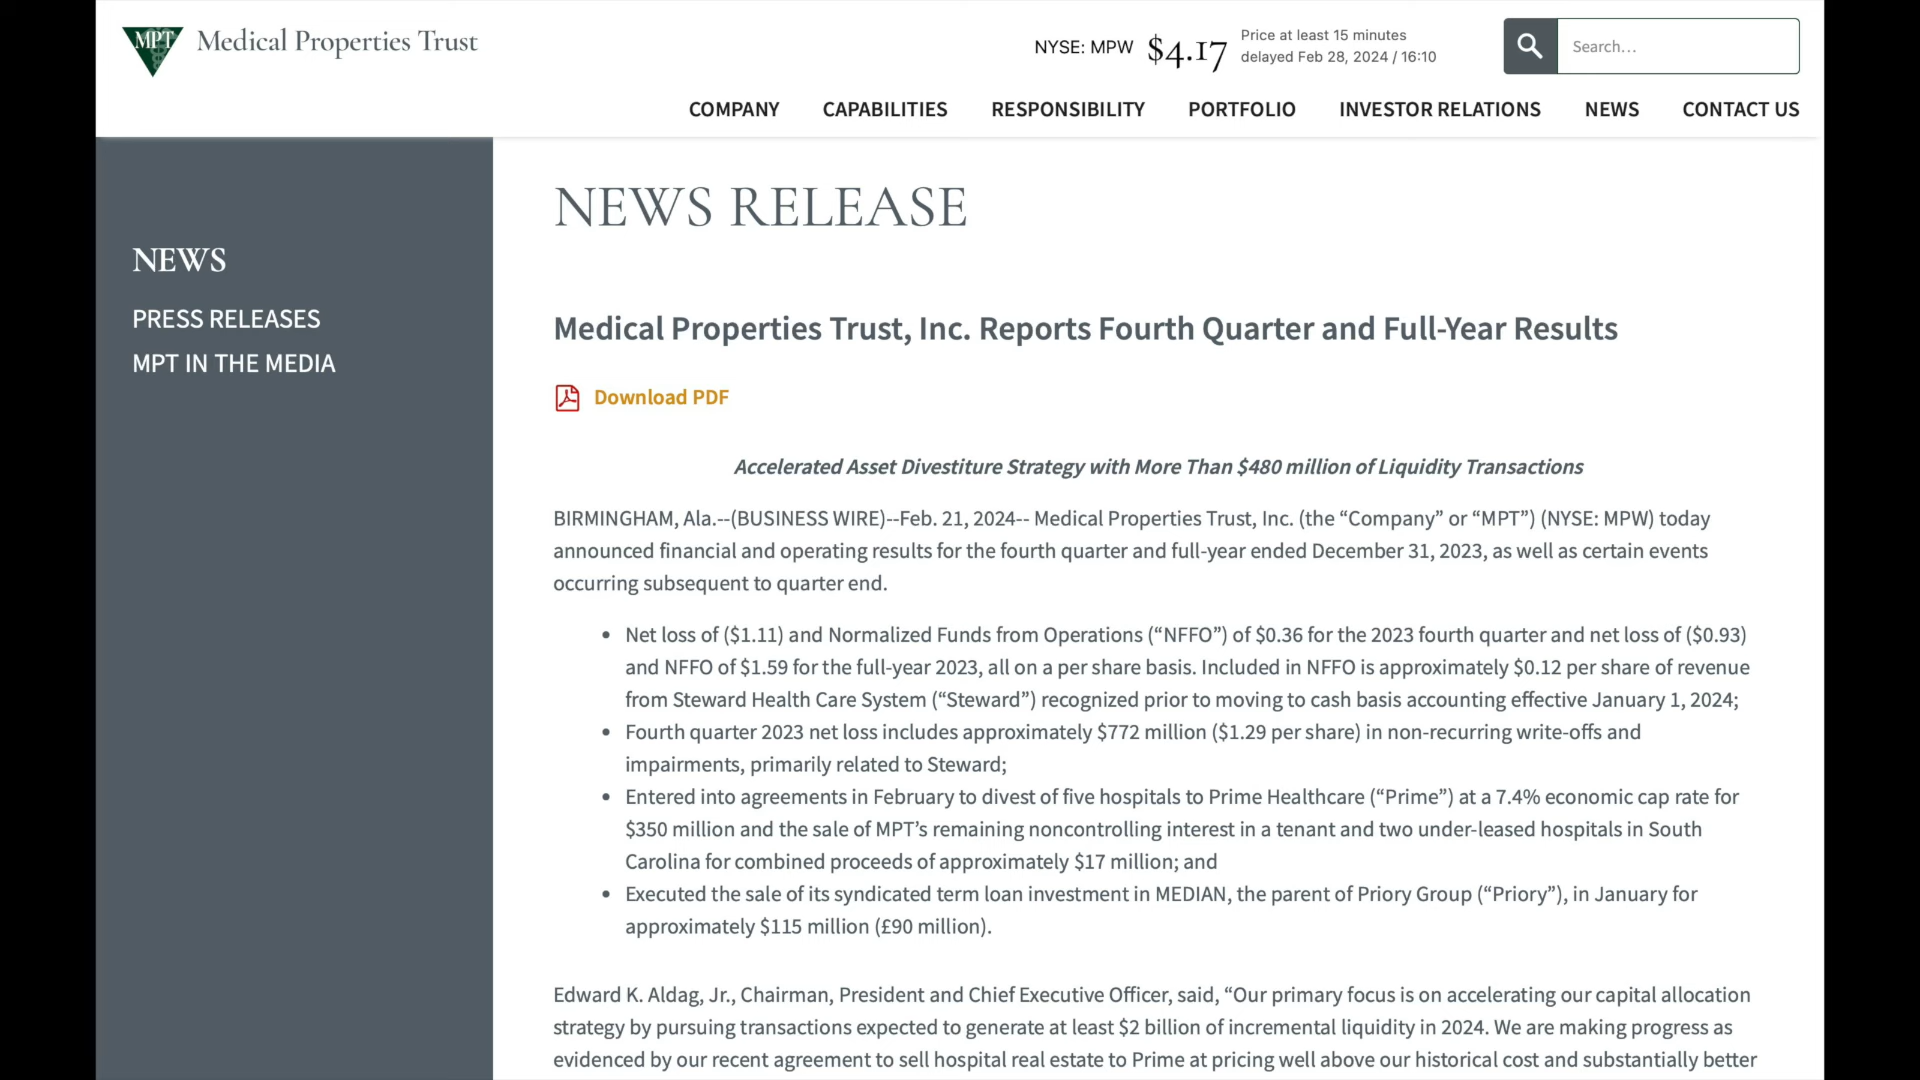 MPT Medical Properties Trust
NYSE: MPW $4.17 Price at least 15 minutes
delayed Feb 28, 2024 / 16:10
Search...
COMPANY CAPABILITIES RESPONSIBILITY PORTFOLIO INVESTOR RELATIONS NEWS CONTACT US
NEWS
PRESS RELEASES
MPT IN THE MEDIA
NEWS RELEASE
Medical Properties Trust, Inc. Reports Fourth Quarter and Full-Year Results
Download PDF
Accelerated Asset Divestiture Strategy with More Than $480 million of Liquidity Transactions
BIRMINGHAM, Ala.--(BUSINESS WIRE)--Feb. 21, 2024-- Medical Properties Trust, Inc. (the “Company” or “MPT”) (NYSE: MPW) today
announced financial and operating results for the fourth quarter and full-year ended December 31, 2023, as well as certain events
occurring subsequent to quarter end.
• Net loss of ($1.11) and Normalized Funds from Operations (“NFFO”) of $0.36 for the 2023 fourth quarter and net loss of ($0.93)
and NFFO of $1.59 for the full-year 2023, all on a per share basis. Included in NFFO is approximately $0.12 per share of revenue
from Steward Health Care System (“Steward”) recognized prior to moving to cash basis accounting effective January 1, 2024;
• Fourth quarter 2023 net loss includes approximately $772 million ($1.29 per share) in non-recurring write-offs and
impairments, primarily related to Steward;
• Entered into agreements in February to divest of five hospitals to Prime Healthcare (“Prime”) at a 7.4% economic cap rate for
$350 million and the sale of MPT’s remaining noncontrolling interest in a tenant and two under-leased hospitals in South
Carolina for combined proceeds of approximately $17 million; and
• Executed the sale of its syndicated term loan investment in MEDIAN, the parent of Priory Group (“Priory”), in January for
approximately $115 million (£90 million).
Edward K. Aldag, Jr., Chairman, President and Chief Executive Officer, said, “Our primary focus is on accelerating our capital allocation
strategy by pursuing transactions expected to generate at least $2 billion of incremental liquidity in 2024. We are making progress as
evidenced by our recent agreement to sell hospital real estate to Prime at pricing well above our historical cost and substantially better